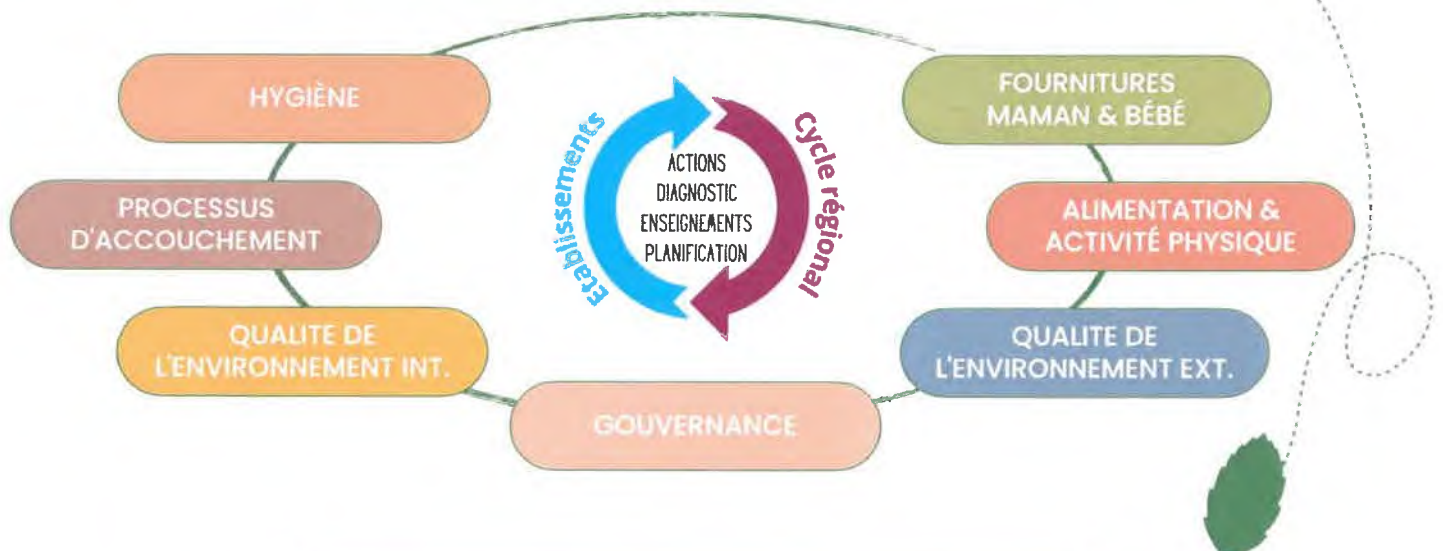 HYGIÈNE
FOURNITURES
MAMAN & BÉBÉ
Etablissements
ACTIONS
DIAGNOSTIC
ENSEIGNEMENTS
PLANIFICATION
Cycle régional
PROCESSUS
D'ACCOUCHEMENT
ALIMENTATION &
ACTIVITÉ PHYSIQUE
QUALITE DE
L'ENVIRONNEMENT INT.
QUALITE DE
L'ENVIRONNEMENT EXT.
GOUVERNANCE